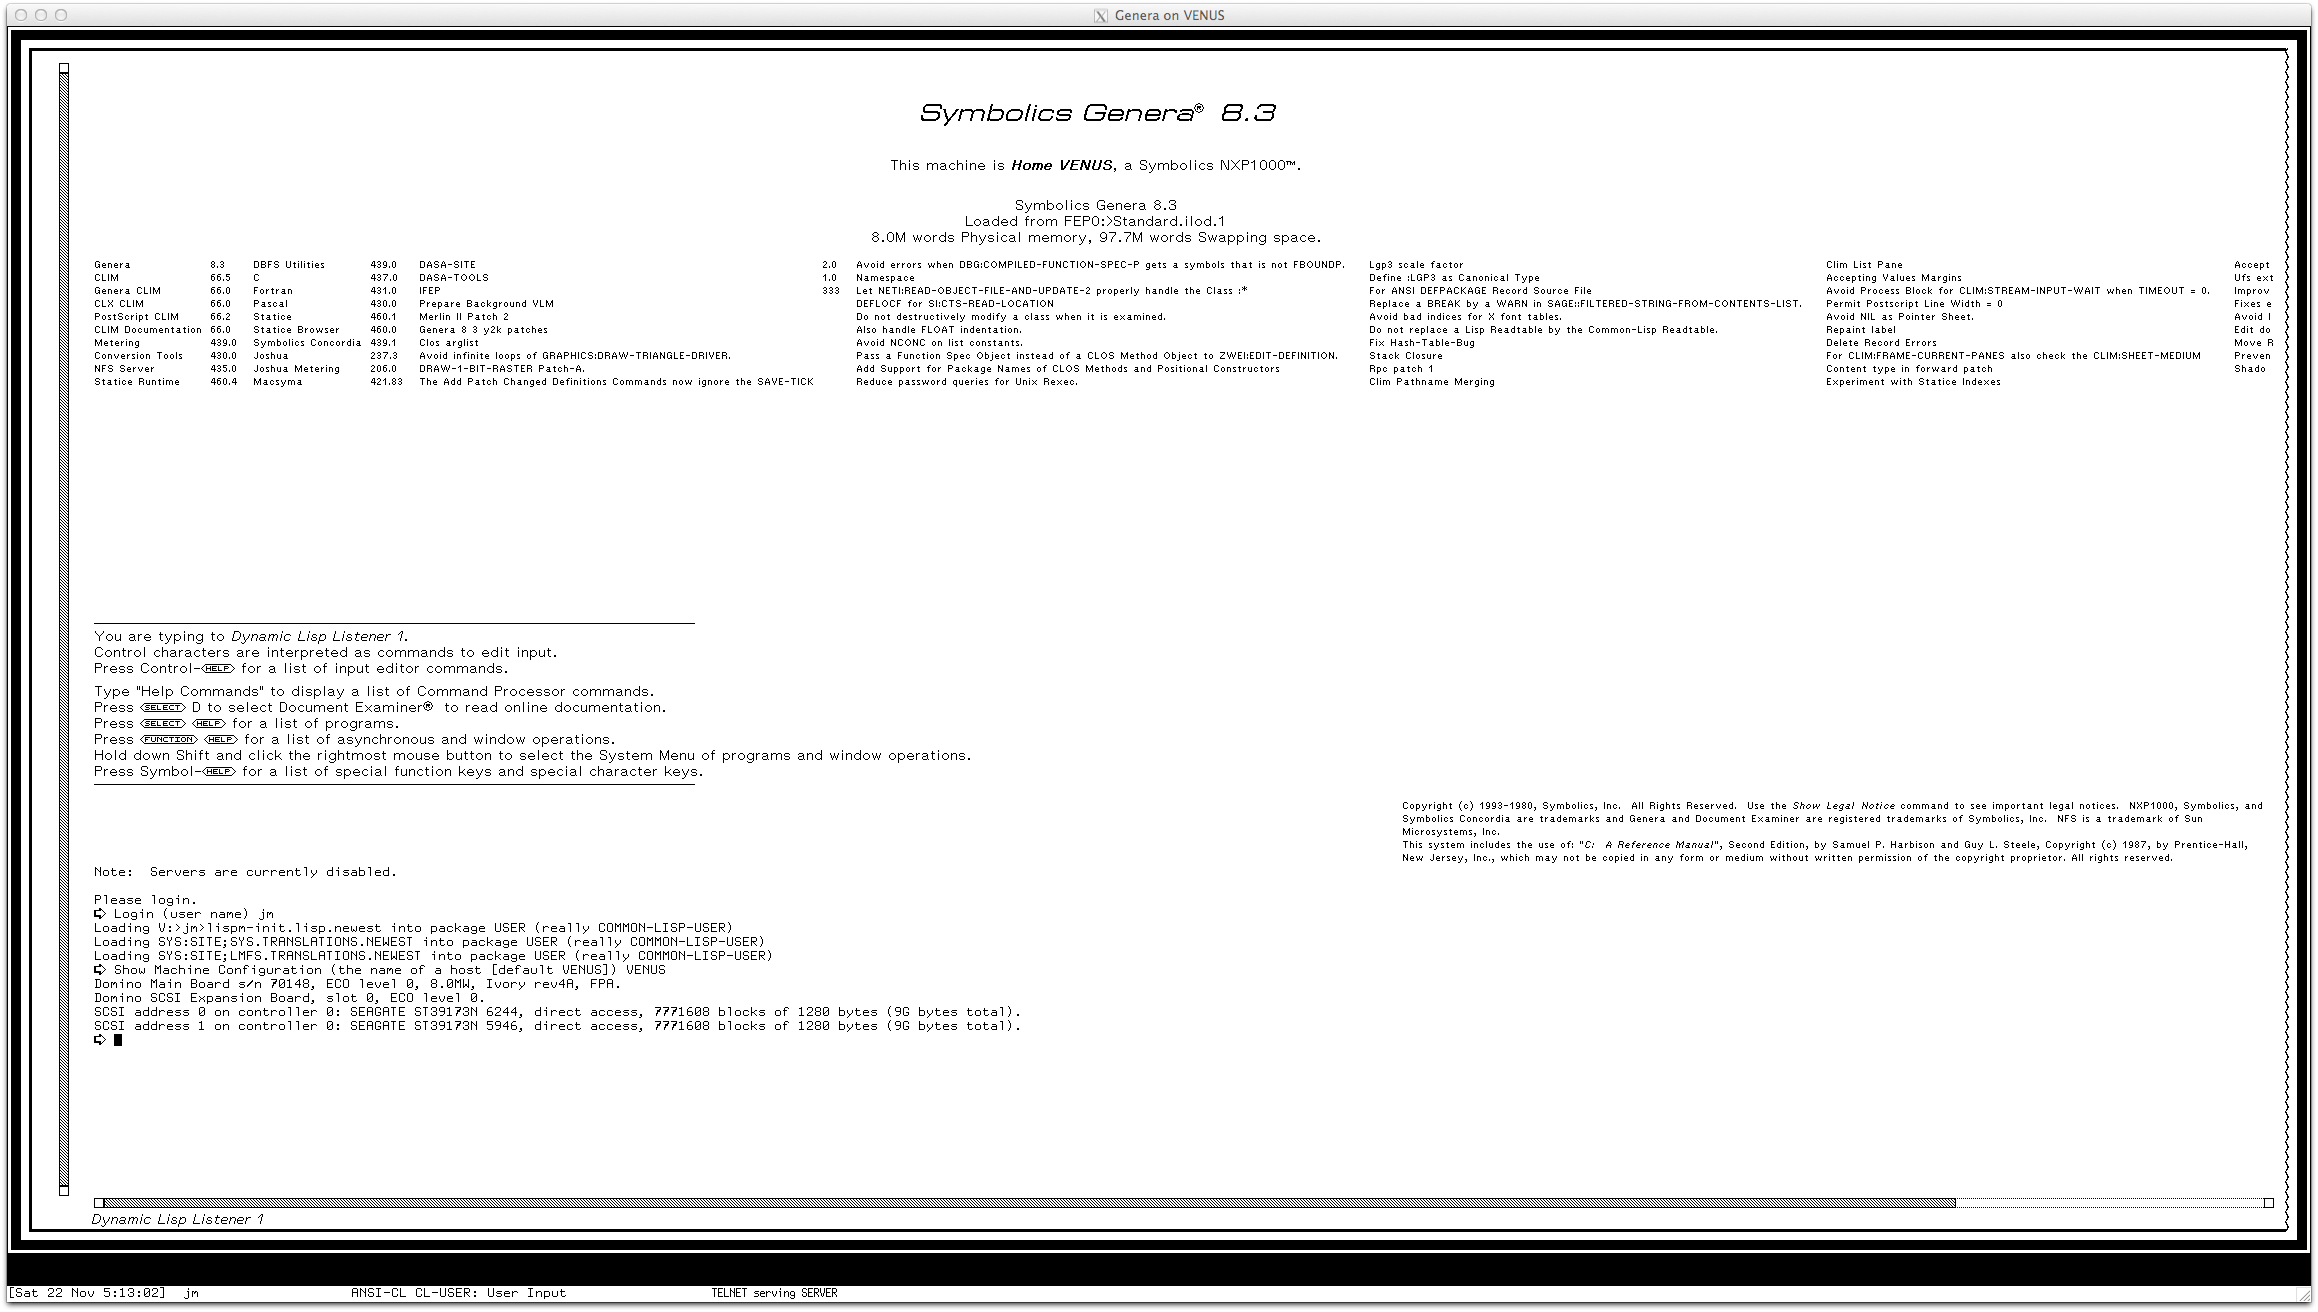 Genera on VENUS
Symbolics Genera® 8.3
This machine is Home VENUS, a Symbolics NXP1000™.
Symbolics Genera 8.3
Loaded from FEP0:>Standard.ilod.1
8.0M words Physical memory, 97.7M words Swapping space.
Genera 8.3 DBFS Utilities 439.0 DASA-SITE 2.0 Avoid errors when DBG:COMPILED-FUNCTION-SPEC-P gets a symbols that is not FBOUNDP. Lgp3 scale factor Clim List Pane Accept
CLIM 66.5 C 437.0 DASA-TOOLS 1.0 Namespace Define :LGP3 as Canonical Type Accepting Values Margins Ufs ext
Genera CLIM 66.0 Fortran 431.0 IFEP 333 Let NETI:READ-OBJECT-FILE-AND-UPDATE-2 properly handle the Class :* For ANSI DEFPACKAGE Record Source File Avoid Process Block for CLIM:STREAM-INPUT-WAIT when TIMEOUT = 0. Improv
CLX CLIM 66.0 Pascal 430.0 Prepare Background VLM DEFLOCF for SI:CTS-READ-LOCATION Replace a BREAK by a WARN in SAGE::FILTERED-STRING-FROM-CONTENTS-LIST. Permit Postscript Line Width = 0 Fixes e
PostScript CLIM 66.2 Statice 460.1 Merlin II Patch 2 Do not destructively modify a class when it is examined. Avoid bad indices for X font tables. Avoid NIL as Pointer Sheet. Avoid I
CLIM Documentation 66.0 Statice Browser 460.0 Genera 8 3 y2k patches Also handle FLOAT indentation. Do not replace a Lisp Readtable by the Common-Lisp Readtable. Repaint label Edit do
Metering 439.0 Symbolics Concordia 439.1 Clos arglist Avoid NCONC on list constants. Fix Hash-Table-Bug Delete Record Errors Move R
Conversion Tools 430.0 Joshua 237.3 Avoid infinite loops of GRAPHICS:DRAW-TRIANGLE-DRIVER. Pass a Function Spec Object instead of a CLOS Method Object to ZWEI:EDIT-DEFINITION. Stack Closure For CLIM:FRAME-CURRENT-PANES also check the CLIM:SHEET-MEDIUM Preven
NFS Server 435.0 Joshua Metering 206.0 DRAW-1-BIT-RASTER Patch-A. Add Support for Package Names of CLOS Methods and Positional Constructors Rpc patch 1 Content type in forward patch Shado
Statice Runtime 460.4 Macsyma 421.83 The Add Patch Changed Definitions Commands now ignore the SAVE-TICK Reduce password queries for Unix Rexec. Clim Pathname Merging Experiment with Statice Indexes
You are typing to Dynamic Lisp Listener 1.
Control characters are interpreted as commands to edit input.
Press Control-<HELP> for a list of input editor commands.
Type "Help Commands" to display a list of Command Processor commands.
Press <SELECT> D to select Document Examiner® to read online documentation.
Press <SELECT> <HELP> for a list of programs.
Press <FUNCTION> <HELP> for a list of asynchronous and window operations.
Hold down Shift and click the rightmost mouse button to select the System Menu of programs and window operations.
Press Symbol-<HELP> for a list of special function keys and special character keys.
Copyright (c) 1993-1980, Symbolics, Inc. All Rights Reserved. Use the Show Legal Notice command to see important legal notices. NXP1000, Symbolics, and
Symbolics Concordia are trademarks and Genera and Document Examiner are registered trademarks of Symbolics, Inc. NFS is a trademark of Sun
Microsystems, Inc.
This system includes the use of: "C: A Reference Manual", Second Edition, by Samuel P. Harbison and Guy L. Steele, Copyright (c) 1987, by Prentice-Hall,
New Jersey, Inc., which may not be copied in any form or medium without written permission of the copyright proprietor. All rights reserved.
Note: Servers are currently disabled.
Please login.
Login (user name) jm
Loading V:>jm>lispm-init.lisp.newest into package USER (really COMMON-LISP-USER)
Loading SYS:SITE;SYS.TRANSLATIONS.NEWEST into package USER (really COMMON-LISP-USER)
Loading SYS:SITE;LMFS.TRANSLATIONS.NEWEST into package USER (really COMMON-LISP-USER)
Show Machine Configuration (the name of a host [default VENUS]) VENUS
Domino Main Board s/n 70148, ECO level 0, 8.0MW, Ivory rev4A, FPA.
Domino SCSI Expansion Board, slot 0, ECO level 0.
SCSI address 0 on controller 0: SEAGATE ST39173N 6244, direct access, 7771608 blocks of 1280 bytes (9G bytes total).
SCSI address 1 on controller 0: SEAGATE ST39173N 5946, direct access, 7771608 blocks of 1280 bytes (9G bytes total).
Dynamic Lisp Listener 1
[Sat 22 Nov 5:13:02] jm ANSI-CL CL-USER: User Input TELNET serving SERVER